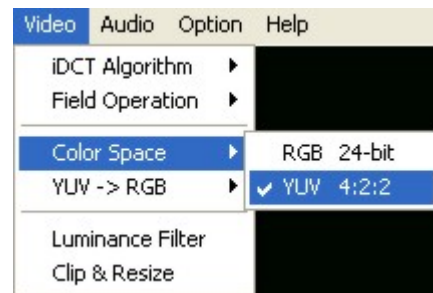 Video Audio Option Help
iDCT Algorithm
Field Operation
Color Space
RGB 24-bit
YUV -> RGB
YUV 4:2:2
Luminance Filter
Clip & Resize